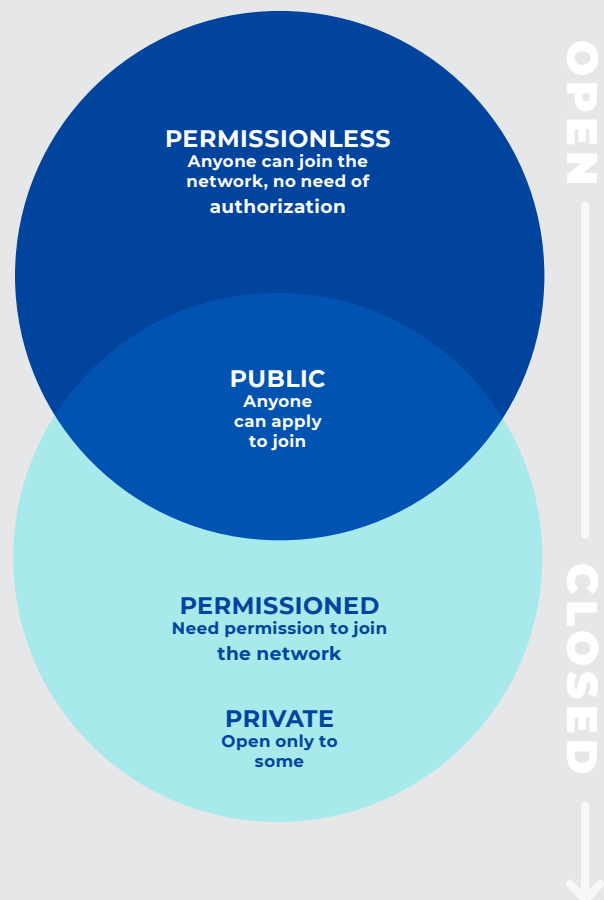 PERMISSIONLESS
Anyone can join the
network, no need of
authorization
PUBLIC
Anyone
can apply
to join
PERMISSIONED
Need permission to join
the network
PRIVATE
Open only to
some
OPEN
CLOSED